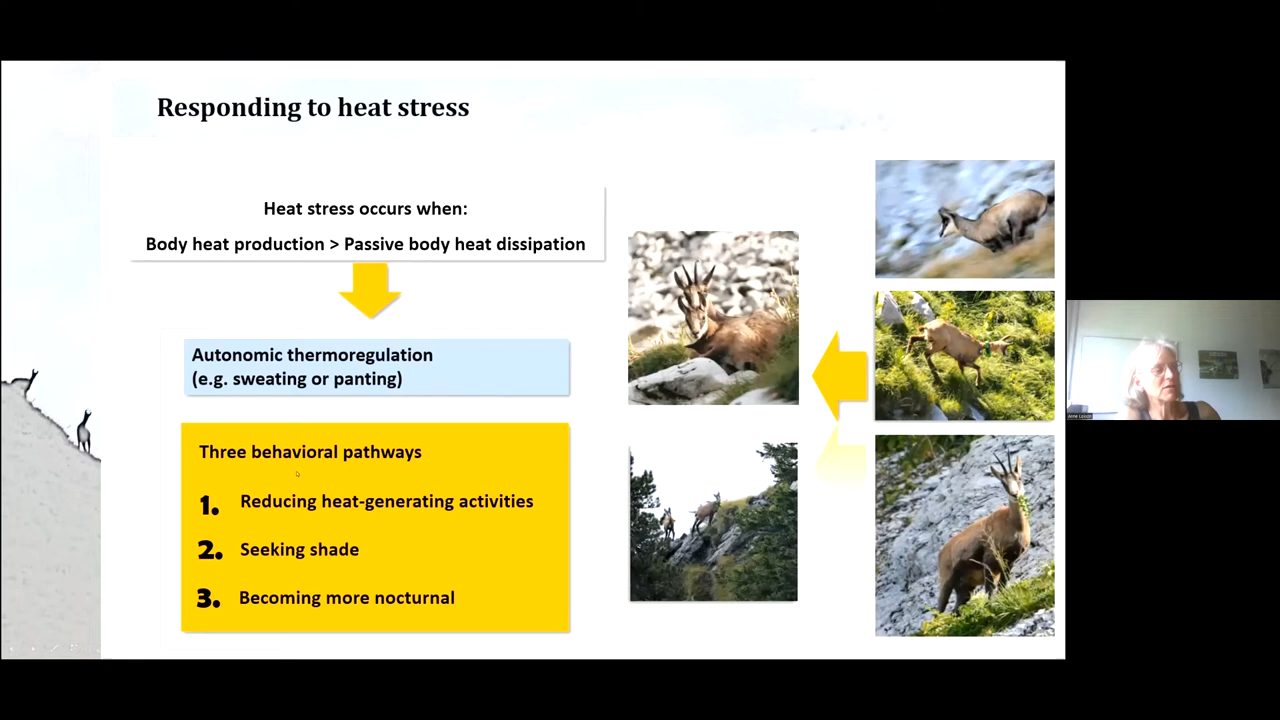 Responding to heat stress
Heat stress occurs when:
Body heat production > Passive body heat dissipation
Autonomic thermoregulation
(e.g. sweating or panting)
Three behavioral pathways
1. Reducing heat-generating activities
2. Seeking shade
3. Becoming more nocturnal